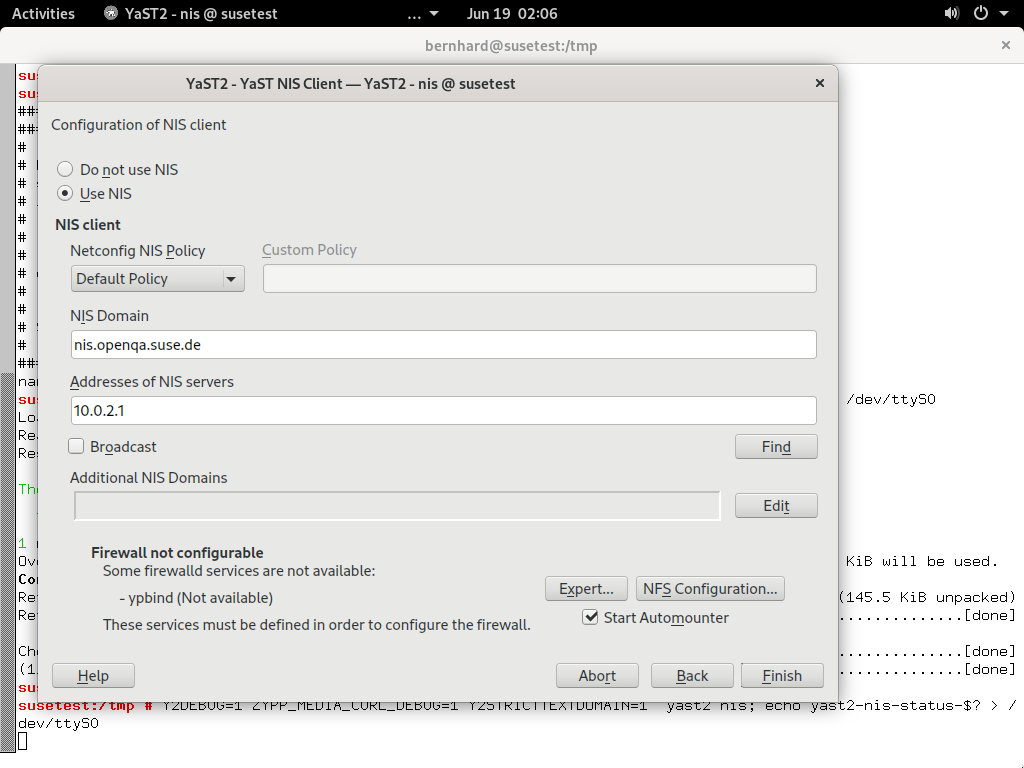 Activities YaST2 - nis @ susetest ... Jun 19 02:06
bernhard@susetest:/tmp
YaST2 - YaST NIS Client — YaST2 - nis @ susetest
Configuration of NIS client
Do not use NIS
Use NIS
NIS client
Netconfig NIS Policy Custom Policy
Default Policy
NIS Domain
nis.openqa.suse.de
Addresses of NIS servers
10.0.2.1
/dev/ttyS0
Broadcast Find
Additional NIS Domains
Edit
Firewall not configurable
KiB will be used.
Some firewalld services are not available:
Expert... NFS Configuration...
- ypbind (Not available)
(145.5 KiB unpacked)
Start Automounter
..............[done]
These services must be defined in order to configure the firewall.
..............[done]
..............[done]
Help Abort Back Finish
susetest:/tmp # Y2DEBUG=1 ZYPP_MEDIA_CURL_DEBUG=1 Y2STRICTTEXTDOMAIN=1 yast2 nis; echo yast2-nis-status-$? > /
dev/ttyS0